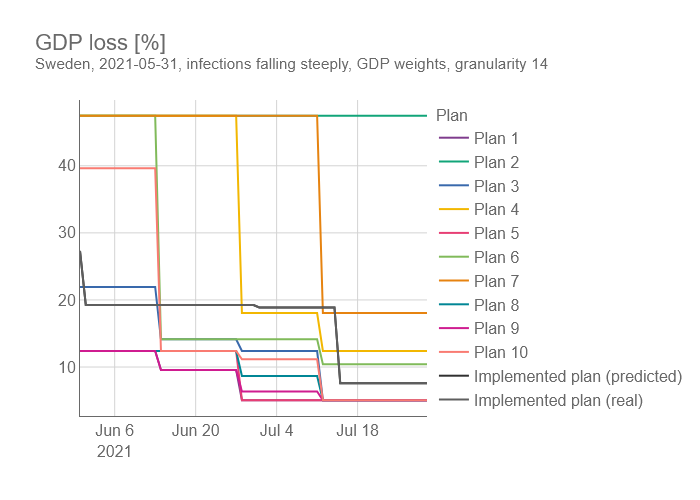 GDP loss [%]
Sweden, 2021-05-31, infections falling steeply, GDP weights, granularity 14
Plan
Plan 1
Plan 2
Plan 3
Plan 4
Plan 5
Plan 6
Plan 7
Plan 8
Plan 9
Plan 10
Implemented plan (predicted)
Implemented plan (real)
40
30
20
10
Jun 6
2021
Jun 20
Jul 4
Jul 18